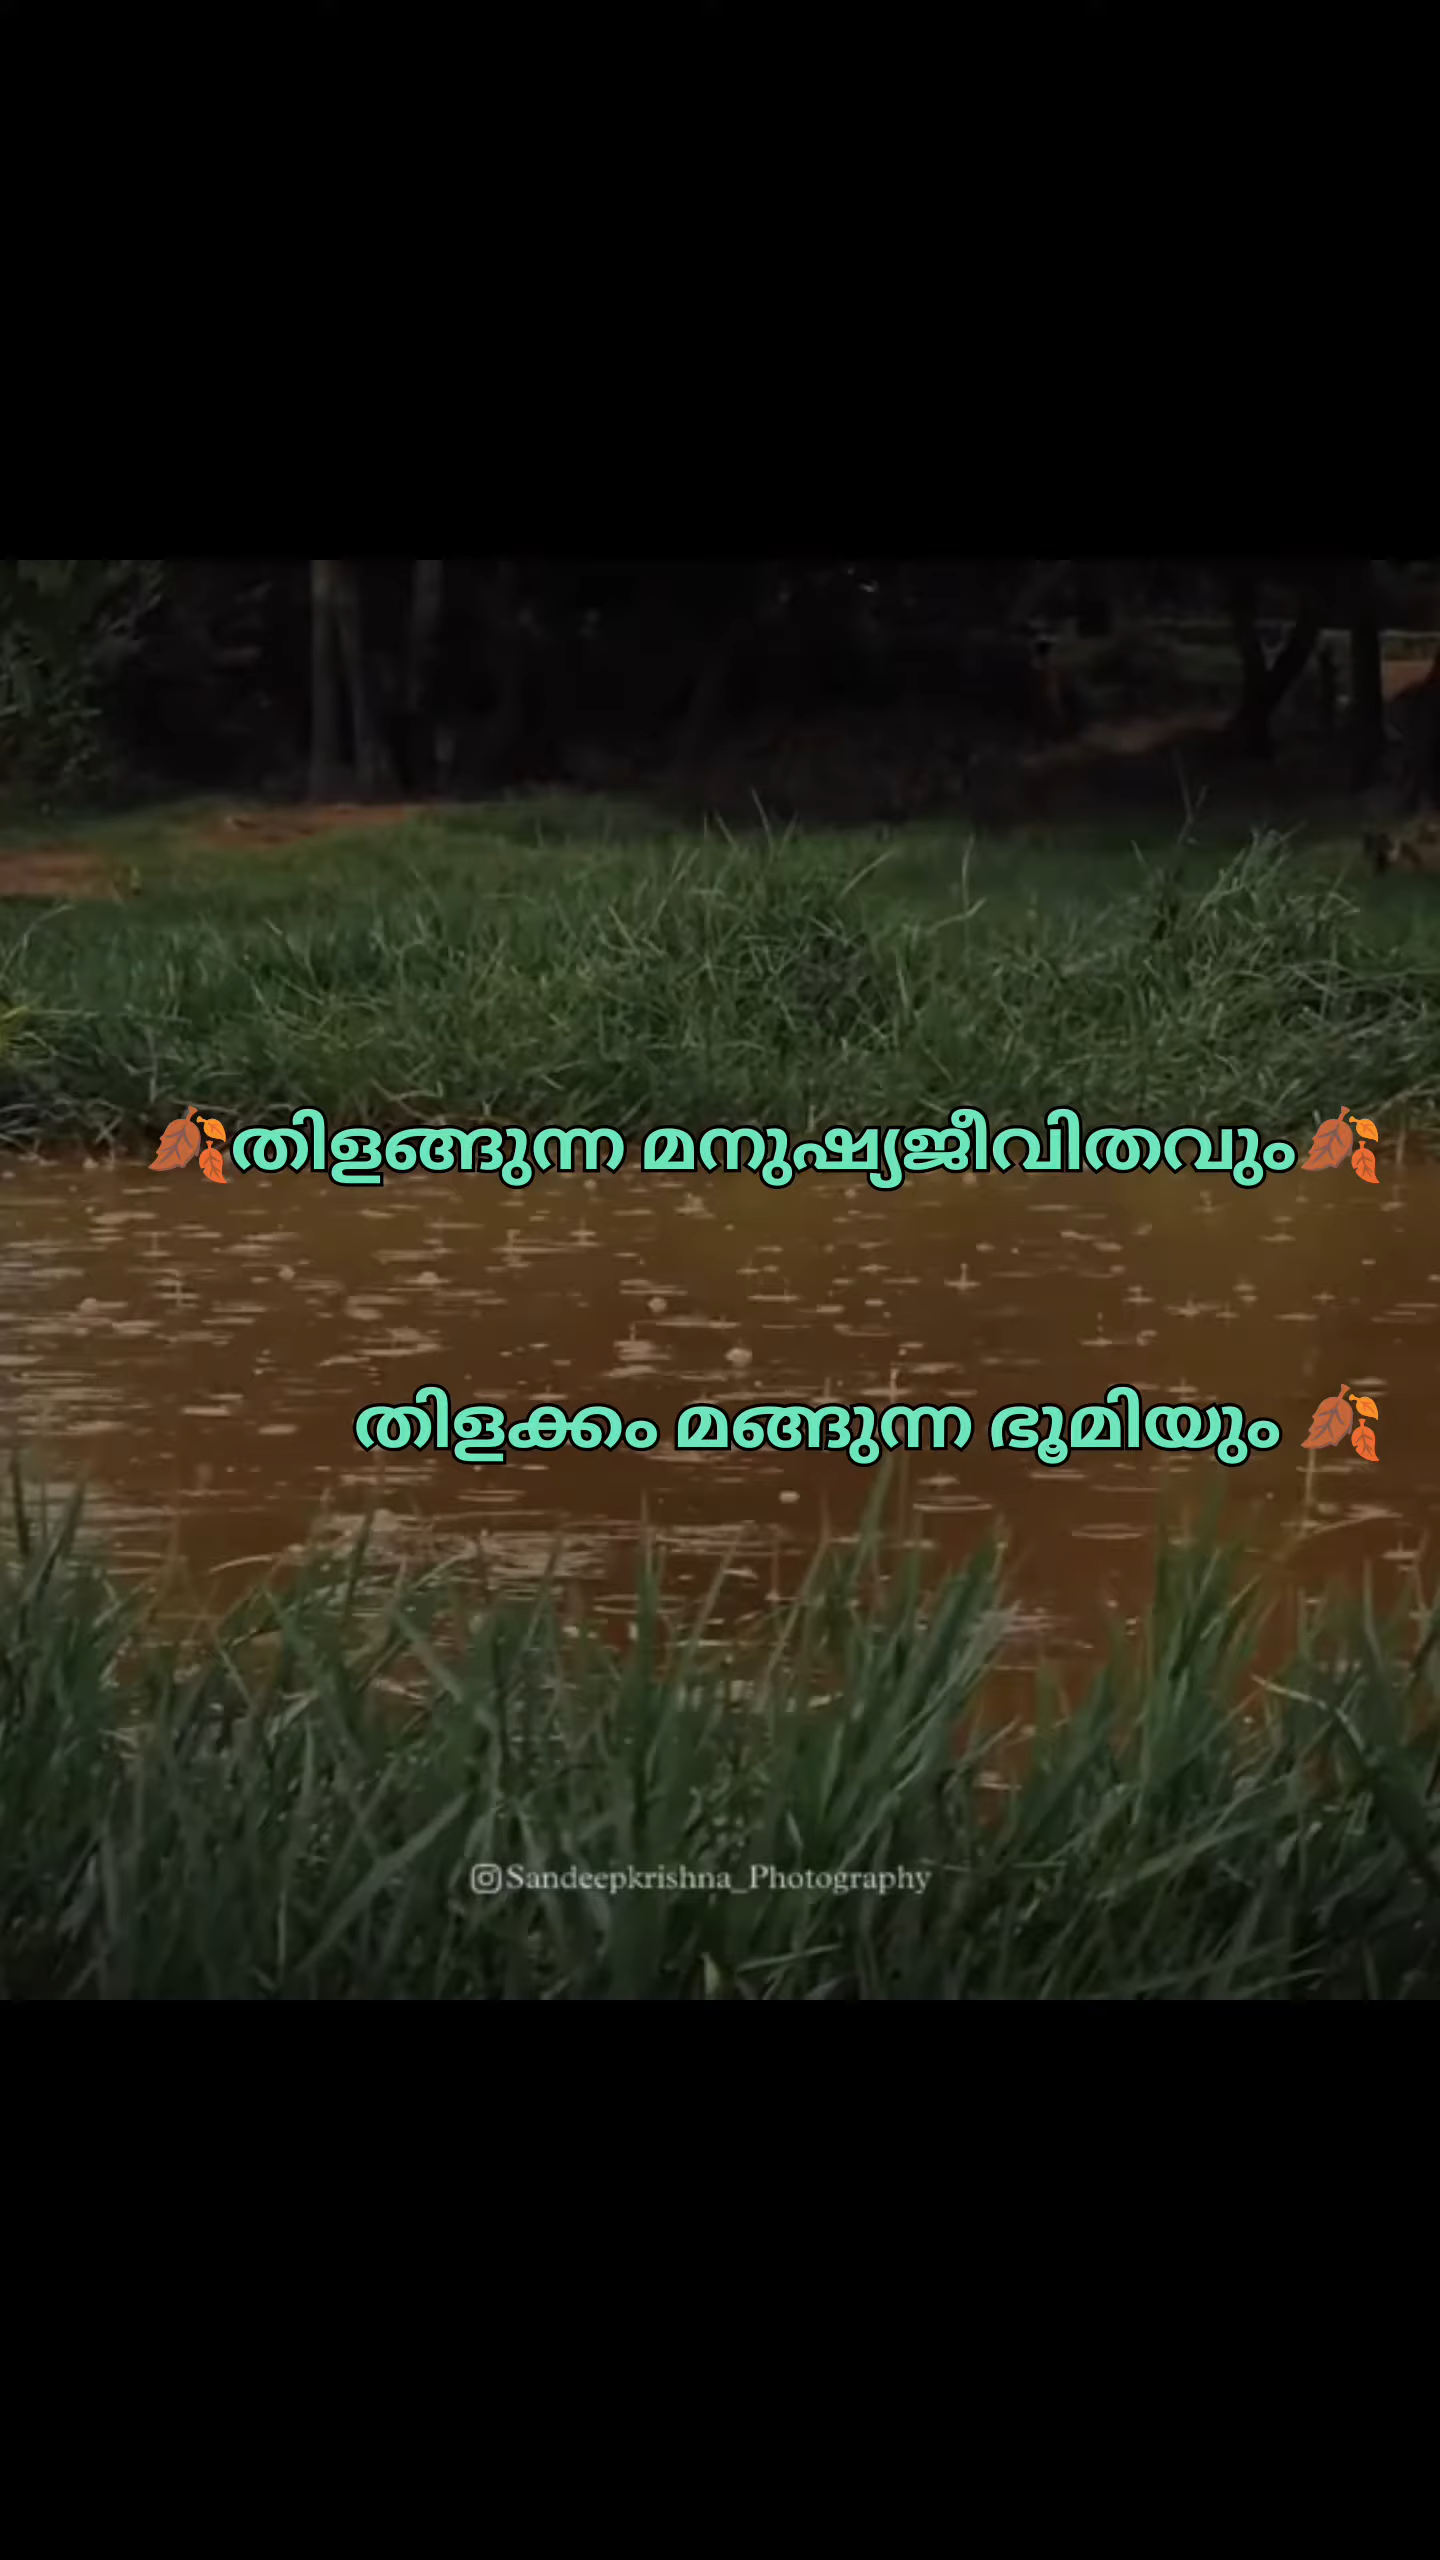 🍂തിളങ്ങുന്ന മനുഷ്യജീവിതവും🍂
തിളക്കം മങ്ങുന്ന ഭൂമിയും 🍂
Sandeepkrishna_Photography